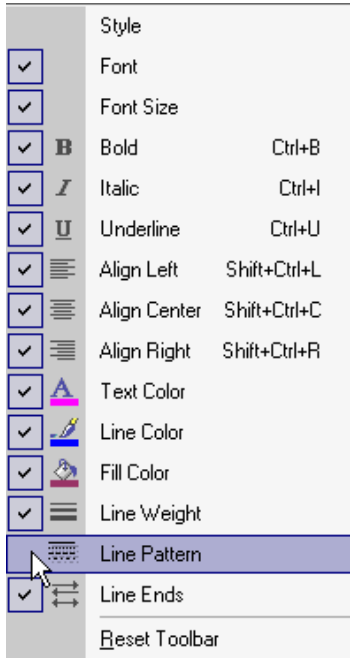 Style
Font
Font Size
B Bold Ctrl+B
I Italic Ctrl+I
U Underline Ctrl+U
Align Left Shift+Ctrl+L
Align Center Shift+Ctrl+C
Align Right Shift+Ctrl+R
A Text Color
Line Color
Fill Color
Line Weight
Line Pattern
Line Ends
Reset Toolbar